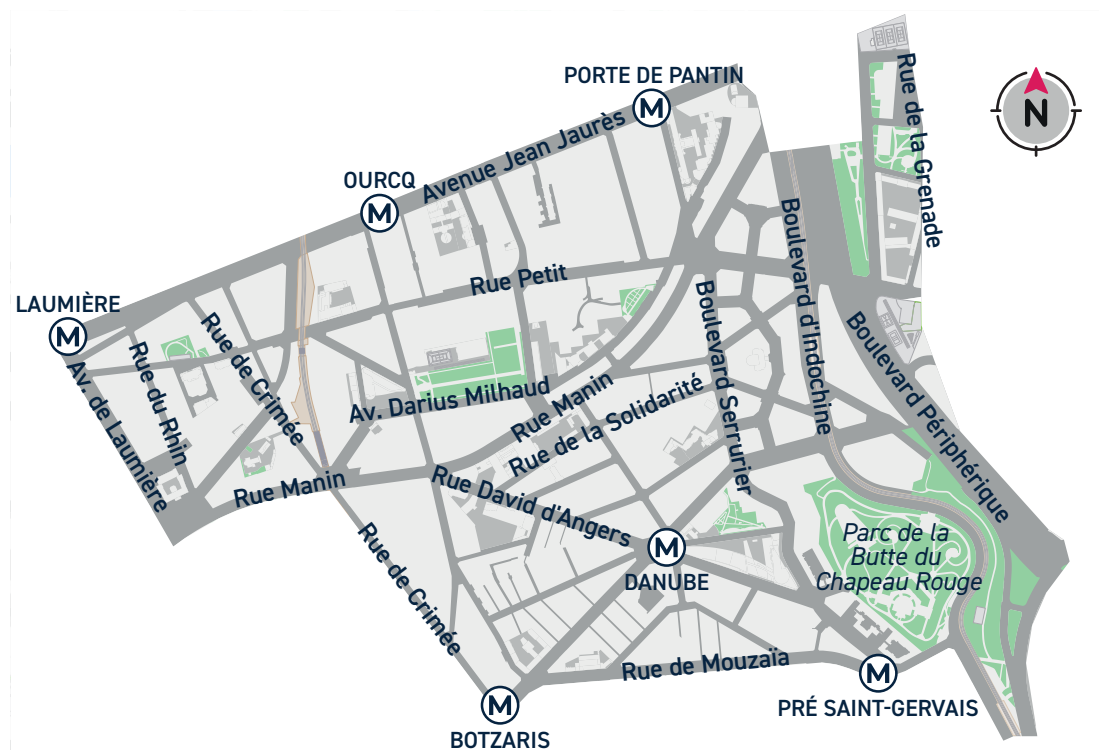 PORTE DE PANTIN
M
Rue de la Grenade
N
Avenue Jean Jaurès
OURCQ
M
Boulevard d'Indochine
Rue Petit
LAUMIÈRE
M
Boulevard Serrurier
Boulevard Périphérique
Rue de Crimée
Rue du Rhin
Av. de Laumière
Av. Darius Milhaud
Rue Manin
Rue de la Solidarité
Rue Manin
Rue David d'Angers
Rue de Crimée
M
DANUBE
Parc de la
Butte du
Chapeau Rouge
Rue de Mouzaïa
M
PRÉ SAINT-GERVAIS
M
BOTZARIS